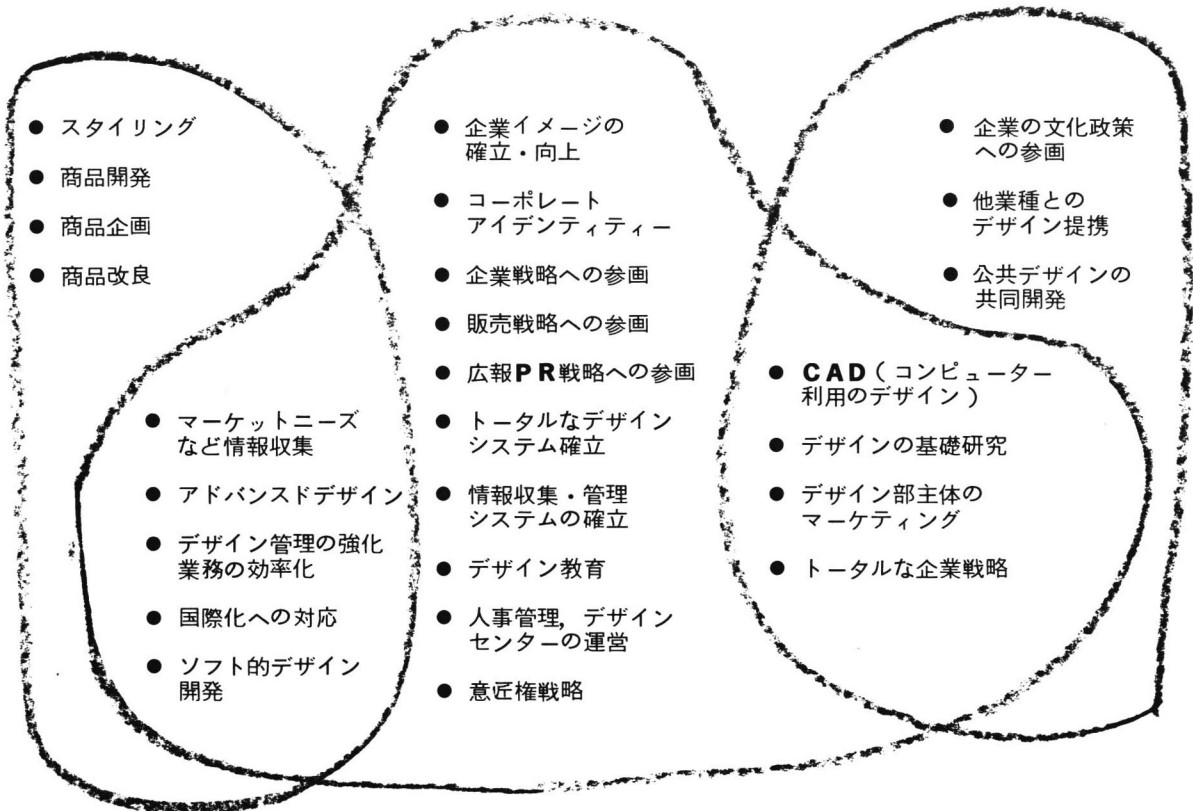 ● スタイリング
● 商品開発
● 商品企画
● 商品改良
● マーケットニーズ
など情報収集
● アドバンスドデザイン
● デザイン管理の強化
業務の効率化
● 国際化への対応
● ソフト的デザイン
開発
● 企業イメージの
確立・向上
● コーポレート
アイデンティティー
● 企業戦略への参画
● 販売戦略への参画
● 広報PR戦略への参画
● トータルなデザイン
システム確立
● 情報収集・管理
システムの確立
● デザイン教育
● 人事管理，デザイン
センターの運営
● 意匠権戦略
● 企業の文化政策
への参画
● 他業種との
デザイン提携
● 公共デザインの
共同開発
● CAD（コンピューター
利用のデザイン）
● デザインの基礎研究
● デザイン部主体の
マーケティング
● トータルな企業戦略